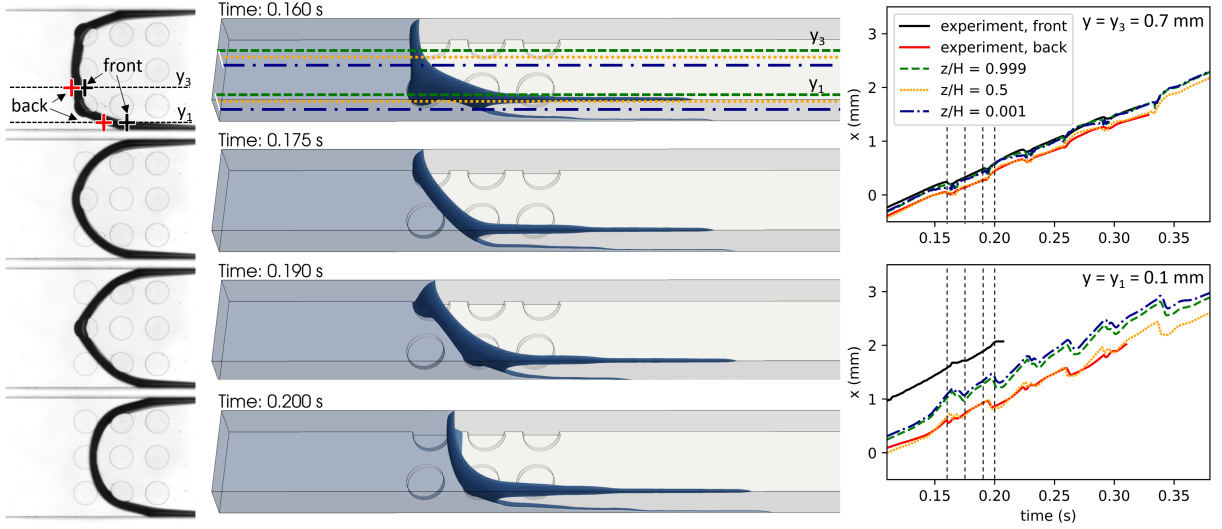 front
back
y₃
y₁
Time: 0.160 s
y₃
y₁
Time: 0.175 s
Time: 0.190 s
Time: 0.200 s
experiment, front
experiment, back
z/H = 0.999
z/H = 0.5
z/H = 0.001
y = y₃ = 0.7 mm
x (mm)
3
2
1
0
0.15 0.20 0.25 0.30 0.35
y = y₁ = 0.1 mm
x (mm)
3
2
1
0
0.15 0.20 0.25 0.30 0.35
time (s)